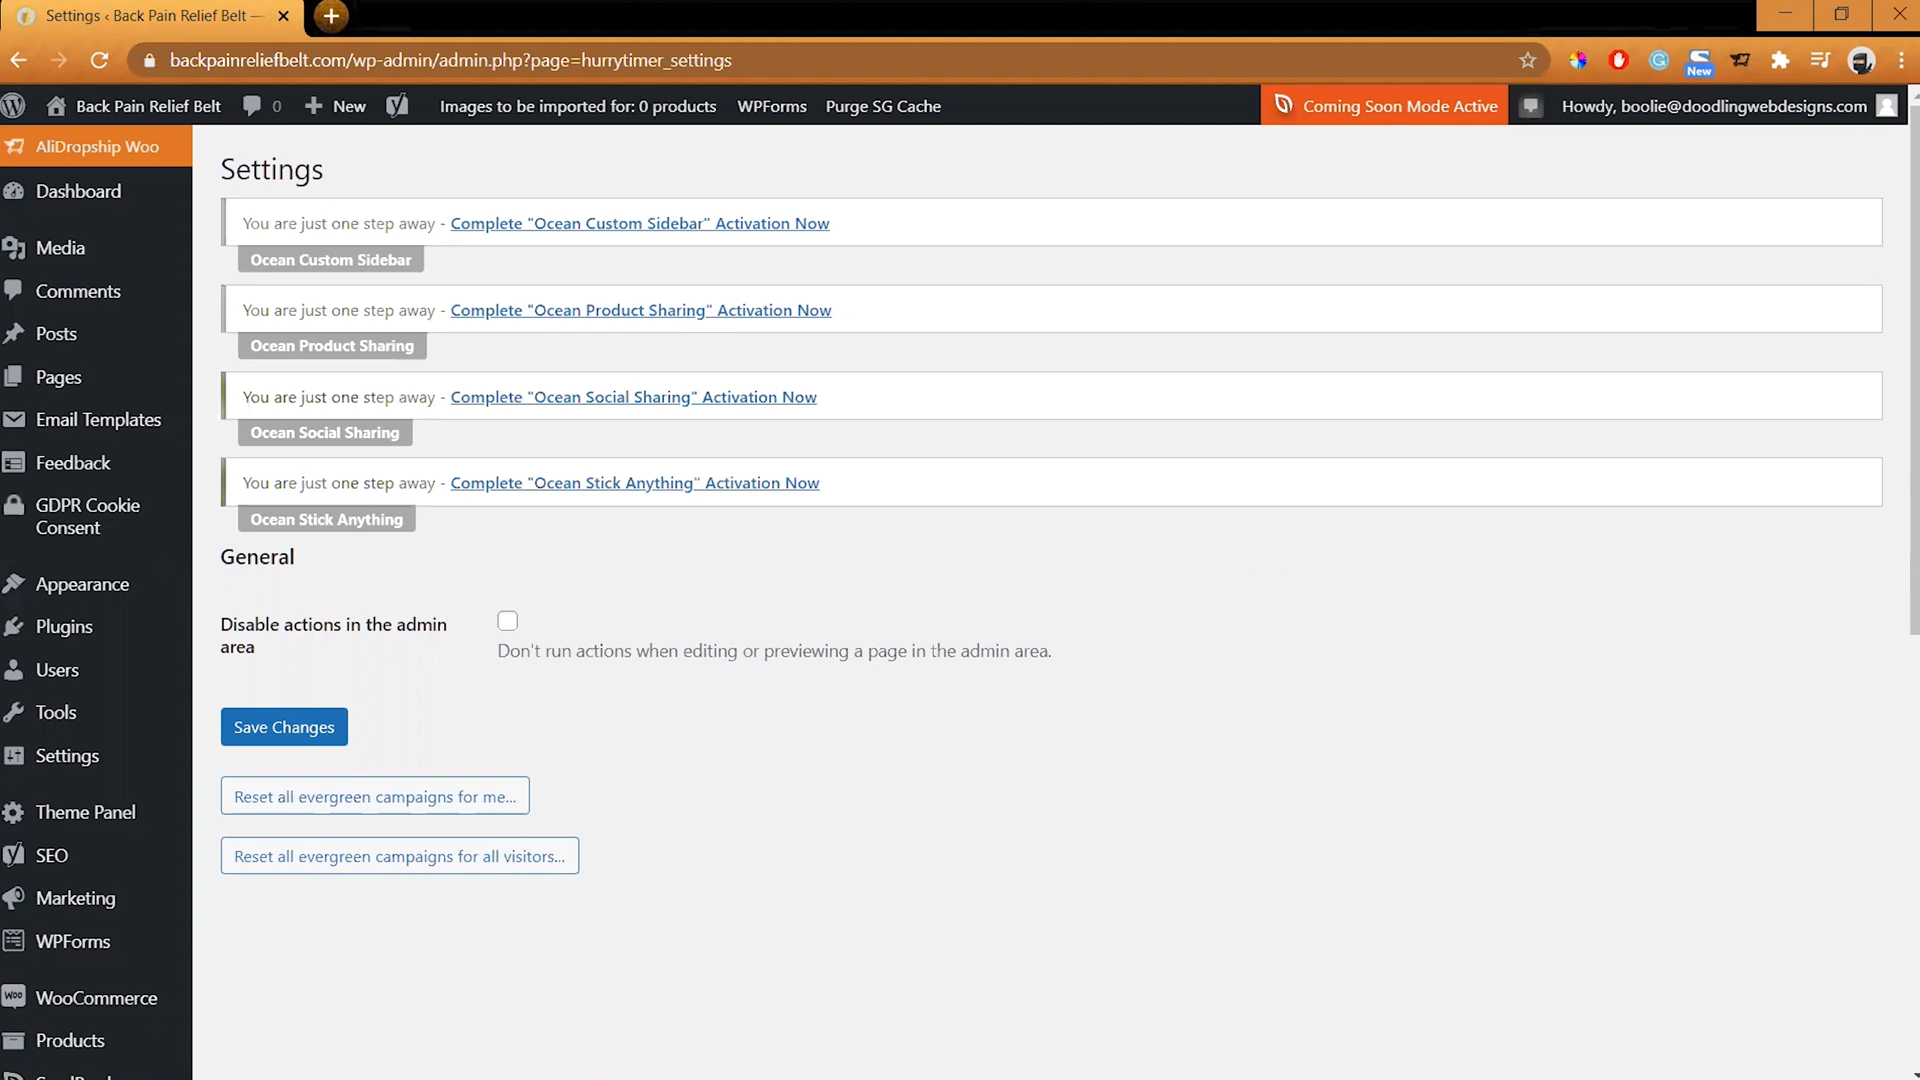 Settings ‹ Back Pain Relief Belt —
backpainreliefbelt.com/wp-admin/admin.php?page=hurrytimer_settings
New
Back Pain Relief Belt 0 New Images to be imported for: 0 products WPForms Purge SG Cache Coming Soon Mode Active Howdy, boolie@doodlingwebdesigns.com
AliDropship Woo
Dashboard
Media
Comments
Posts
Pages
Email Templates
Feedback
GDPR Cookie
Consent
Appearance
Plugins
Users
Tools
Settings
Theme Panel
SEO
Marketing
WPForms
Woo WooCommerce
Products
Settings
You are just one step away - Complete "Ocean Custom Sidebar" Activation Now
Ocean Custom Sidebar
You are just one step away - Complete "Ocean Product Sharing" Activation Now
Ocean Product Sharing
You are just one step away - Complete "Ocean Social Sharing" Activation Now
Ocean Social Sharing
You are just one step away - Complete "Ocean Stick Anything" Activation Now
Ocean Stick Anything
General
Disable actions in the admin
area
Don't run actions when editing or previewing a page in the admin area.
Save Changes
Reset all evergreen campaigns for me...
Reset all evergreen campaigns for all visitors...